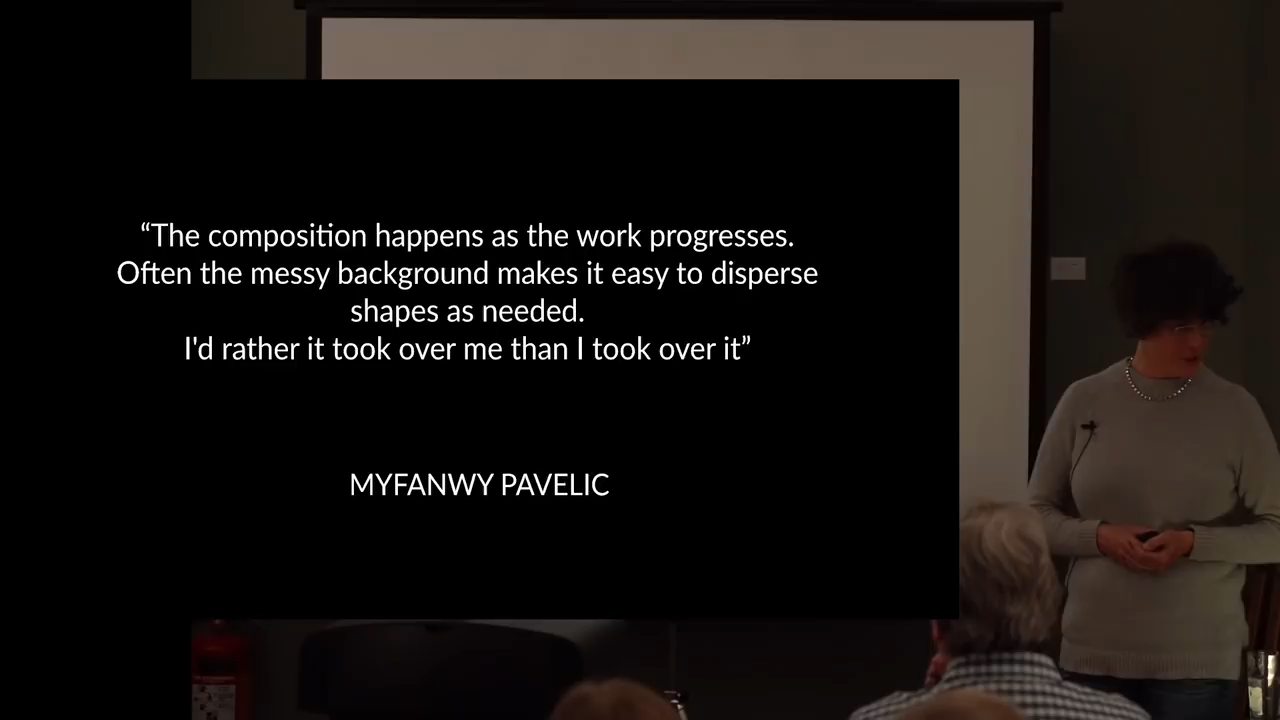 “The composition happens as the work progresses.
Often the messy background makes it easy to disperse
shapes as needed.
I'd rather it took over me than I took over it”
MYFANWY PAVELIC